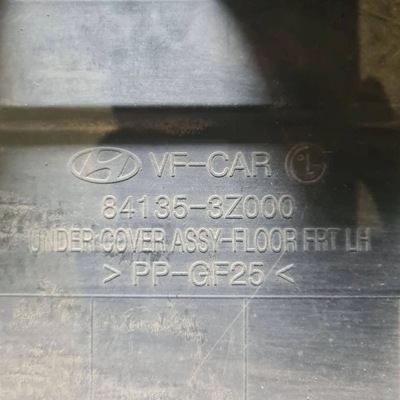 VF-CAR
84135-3Z000
UNDER COVER ASSY-FLOOR FRT LH
> PP-GF25 <